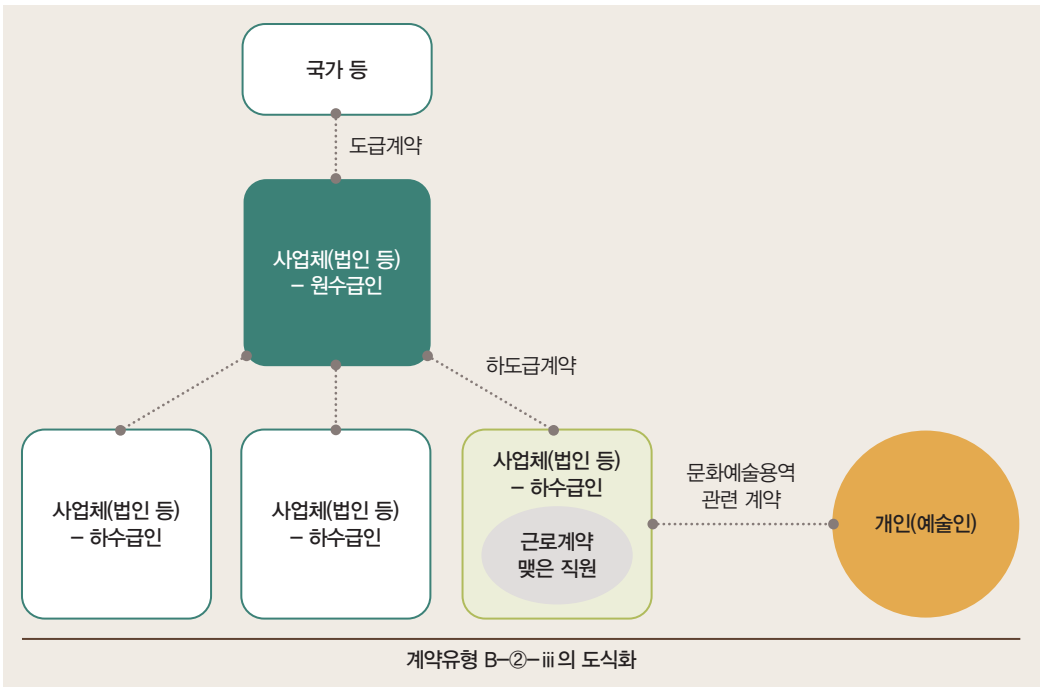 국가 등
도급계약
사업체(법인 등)
– 원수급인
하도급계약
사업체(법인 등)
– 하수급인
사업체(법인 등)
– 하수급인
사업체(법인 등)
– 하수급인
근로계약
맺은 직원
문화예술용역
관련 계약
개인(예술인)
계약유형 B–②–ⅲ의 도식화